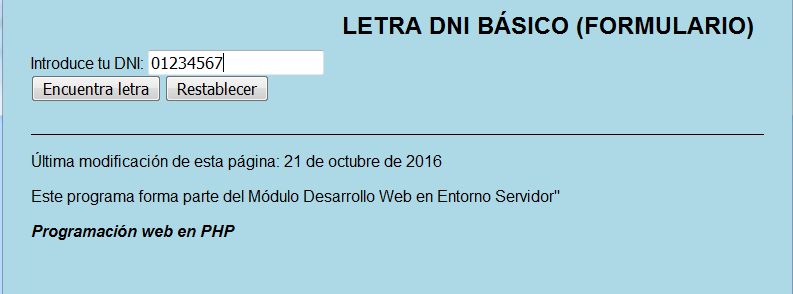 LETRA DNI BÁSICO (FORMULARIO)
Introduce tu DNI: 01234567
Encuentra letra Restablecer
Última modificación de esta página: 21 de octubre de 2016
Este programa forma parte del Módulo Desarrollo Web en Entorno Servidor"
Programación web en PHP